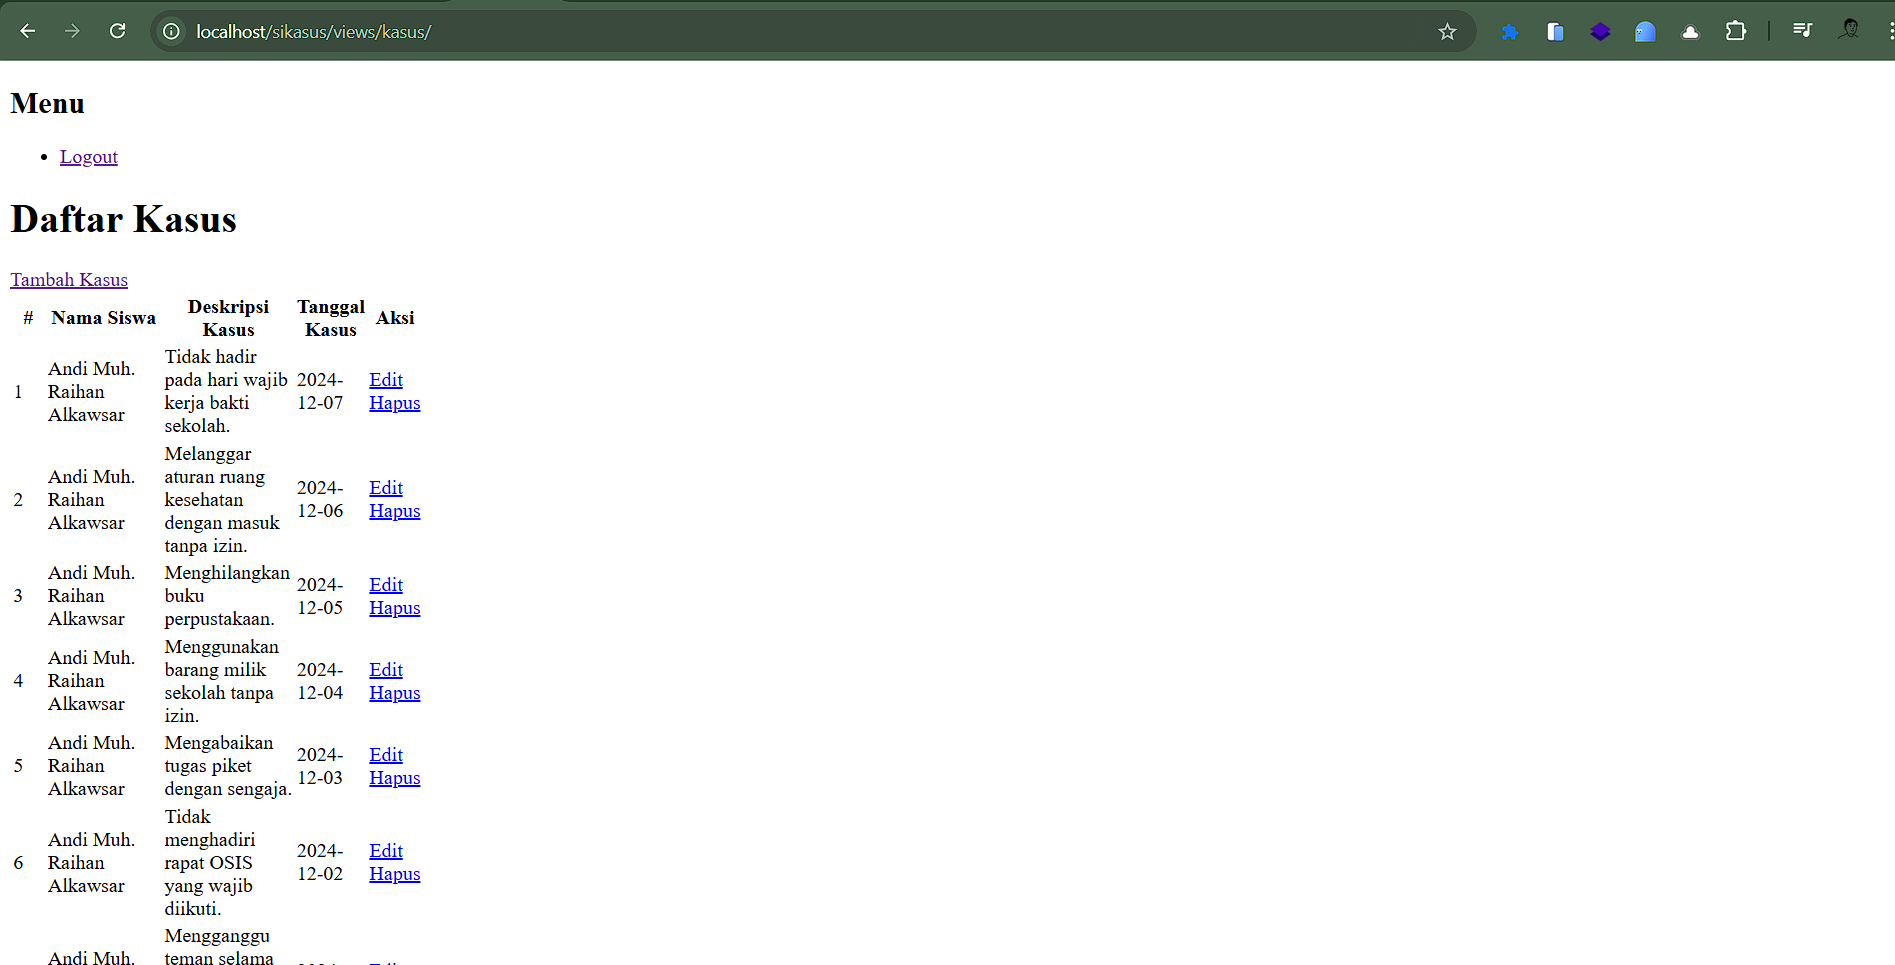 localhost/sikasus/views/kasus/
Menu
Logout
Daftar Kasus
Tambah Kasus
# Nama Siswa Deskripsi Kasus Tanggal Kasus Aksi
1 Andi Muh. Raihan Alkawsar Tidak hadir pada hari wajib kerja bakti sekolah. 2024-12-07 Edit Hapus
2 Andi Muh. Raihan Alkawsar Melanggar aturan ruang kesehatan dengan masuk tanpa izin. 2024-12-06 Edit Hapus
3 Andi Muh. Raihan Alkawsar Menghilangkan buku perpustakaan. 2024-12-05 Edit Hapus
4 Andi Muh. Raihan Alkawsar Menggunakan barang milik sekolah tanpa izin. 2024-12-04 Edit Hapus
5 Andi Muh. Raihan Alkawsar Mengabaikan tugas piket dengan sengaja. 2024-12-03 Edit Hapus
6 Andi Muh. Raihan Alkawsar Tidak menghadiri rapat OSIS yang wajib diikuti. 2024-12-02 Edit Hapus
Andi Muh. Mengganggu teman selama